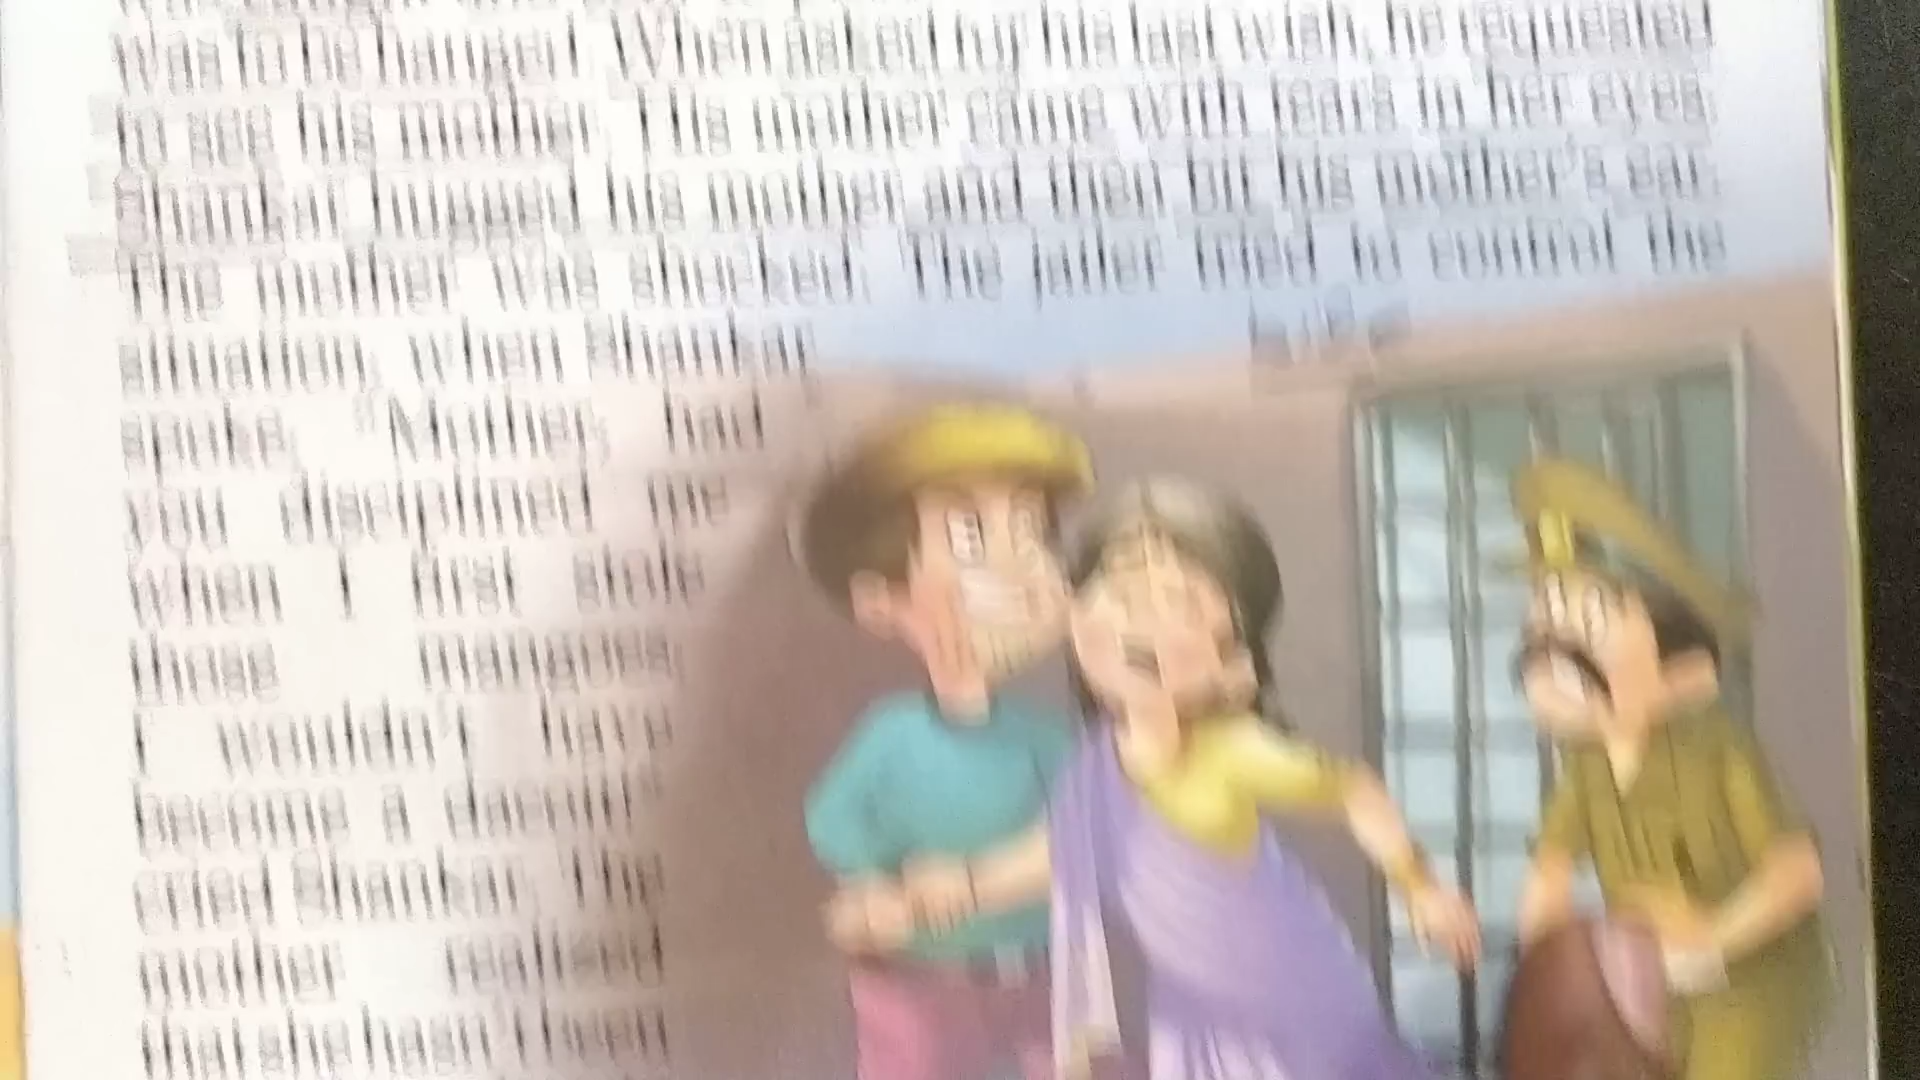 was to be hanged. When asked for his last wish, he requested
to see his mother. His mother came with tears in her eyes.
Shankar hugged his mother and then bit his mother's ear.
The mother was shocked. The jailer tried to control the
situation, when Shankar
spoke, "Mother, had
you disciplined me
when I first stole
those mangoes
I wouldn't have
become a dacoit!"
cried Shankar. The
mother realised
that she